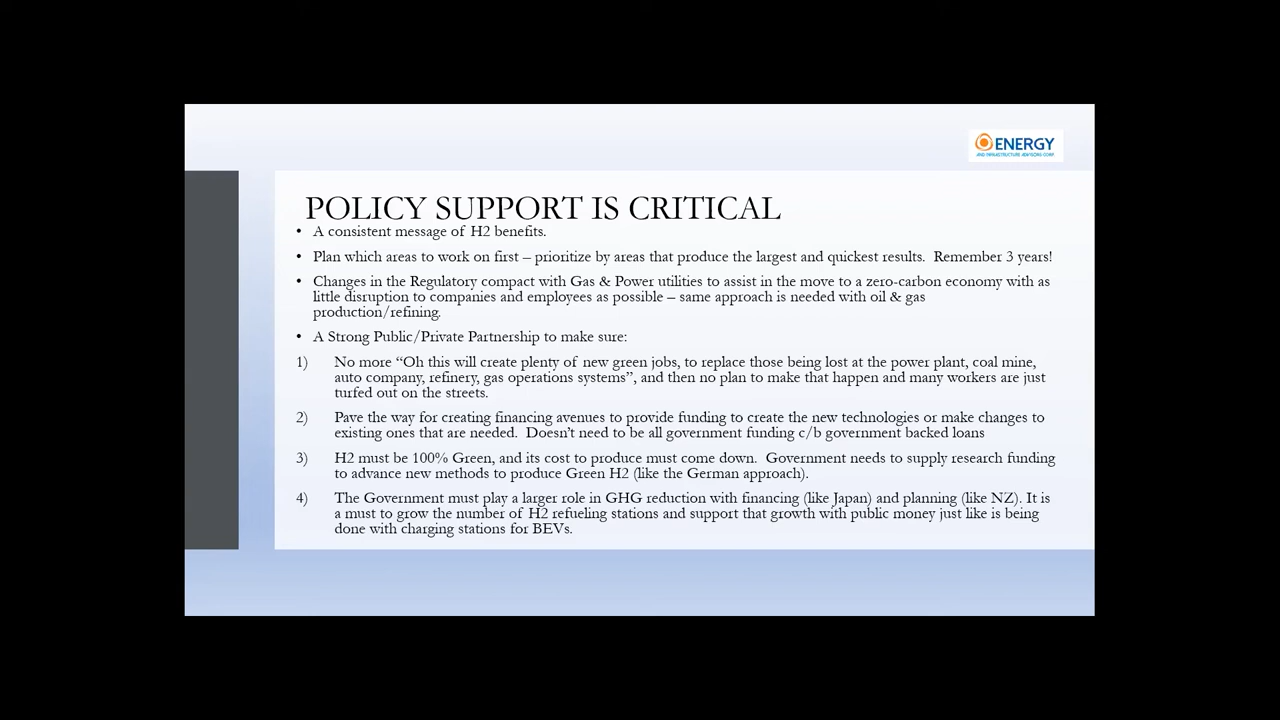 ENERGY
AND INFRASTRUCTURE ADVISORS CORP.
POLICY SUPPORT IS CRITICAL
• A consistent message of H2 benefits.
• Plan which areas to work on first – prioritize by areas that produce the largest and quickest results.  Remember 3 years!
• Changes in the Regulatory compact with Gas & Power utilities to assist in the move to a zero-carbon economy with as
little disruption to companies and employees as possible – same approach is needed with oil & gas
production/refining.
• A Strong Public/Private Partnership to make sure:
1) No more “Oh this will create plenty of new green jobs, to replace those being lost at the power plant, coal mine,
auto company, refinery, gas operations systems”, and then no plan to make that happen and many workers are just
turfed out on the streets.
2) Pave the way for creating financing avenues to provide funding to create the new technologies or make changes to
existing ones that are needed.  Doesn’t need to be all government funding c/b government backed loans
3) H2 must be 100% Green, and its cost to produce must come down.  Government needs to supply research funding
to advance new methods to produce Green H2 (like the German approach).
4) The Government must play a larger role in GHG reduction with financing (like Japan) and planning (like NZ). It is
a must to grow the number of H2 refueling stations and support that growth with public money just like is being
done with charging stations for BEVs.